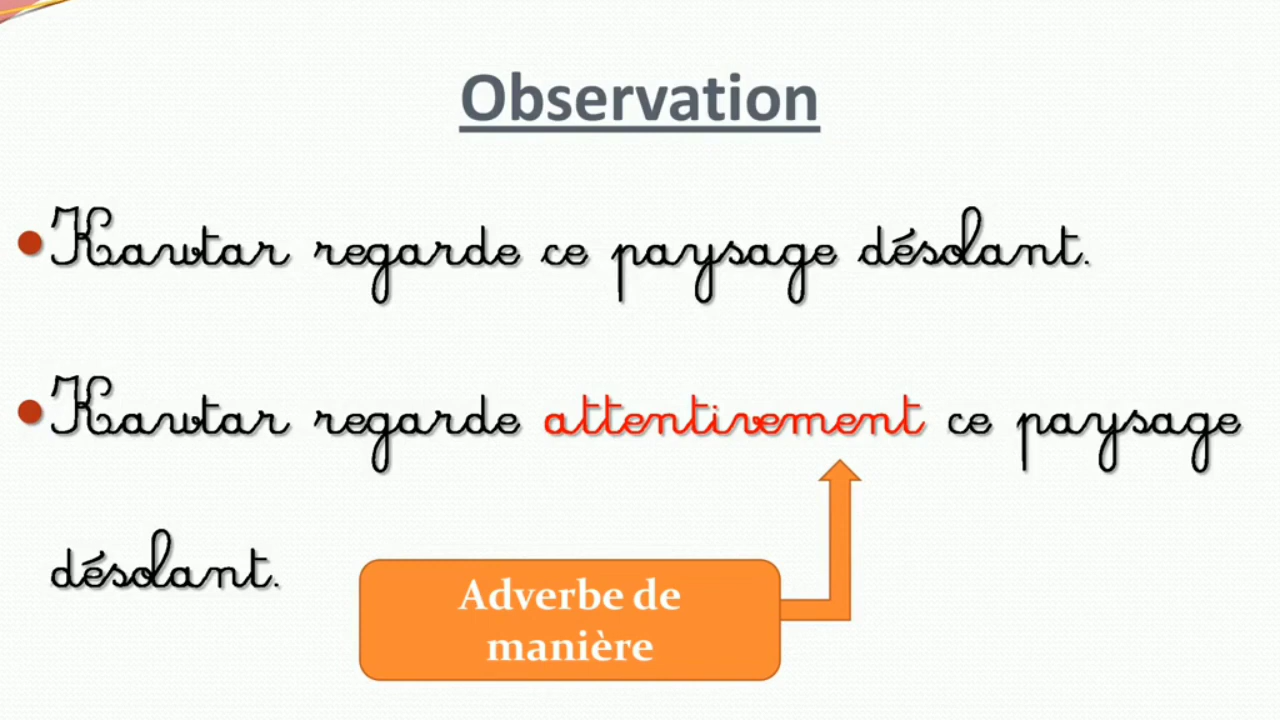 Observation
Kawtar regarde ce paysage désolant.
Kawtar regarde attentivement ce paysage
désolant.
Adverbe de
manière